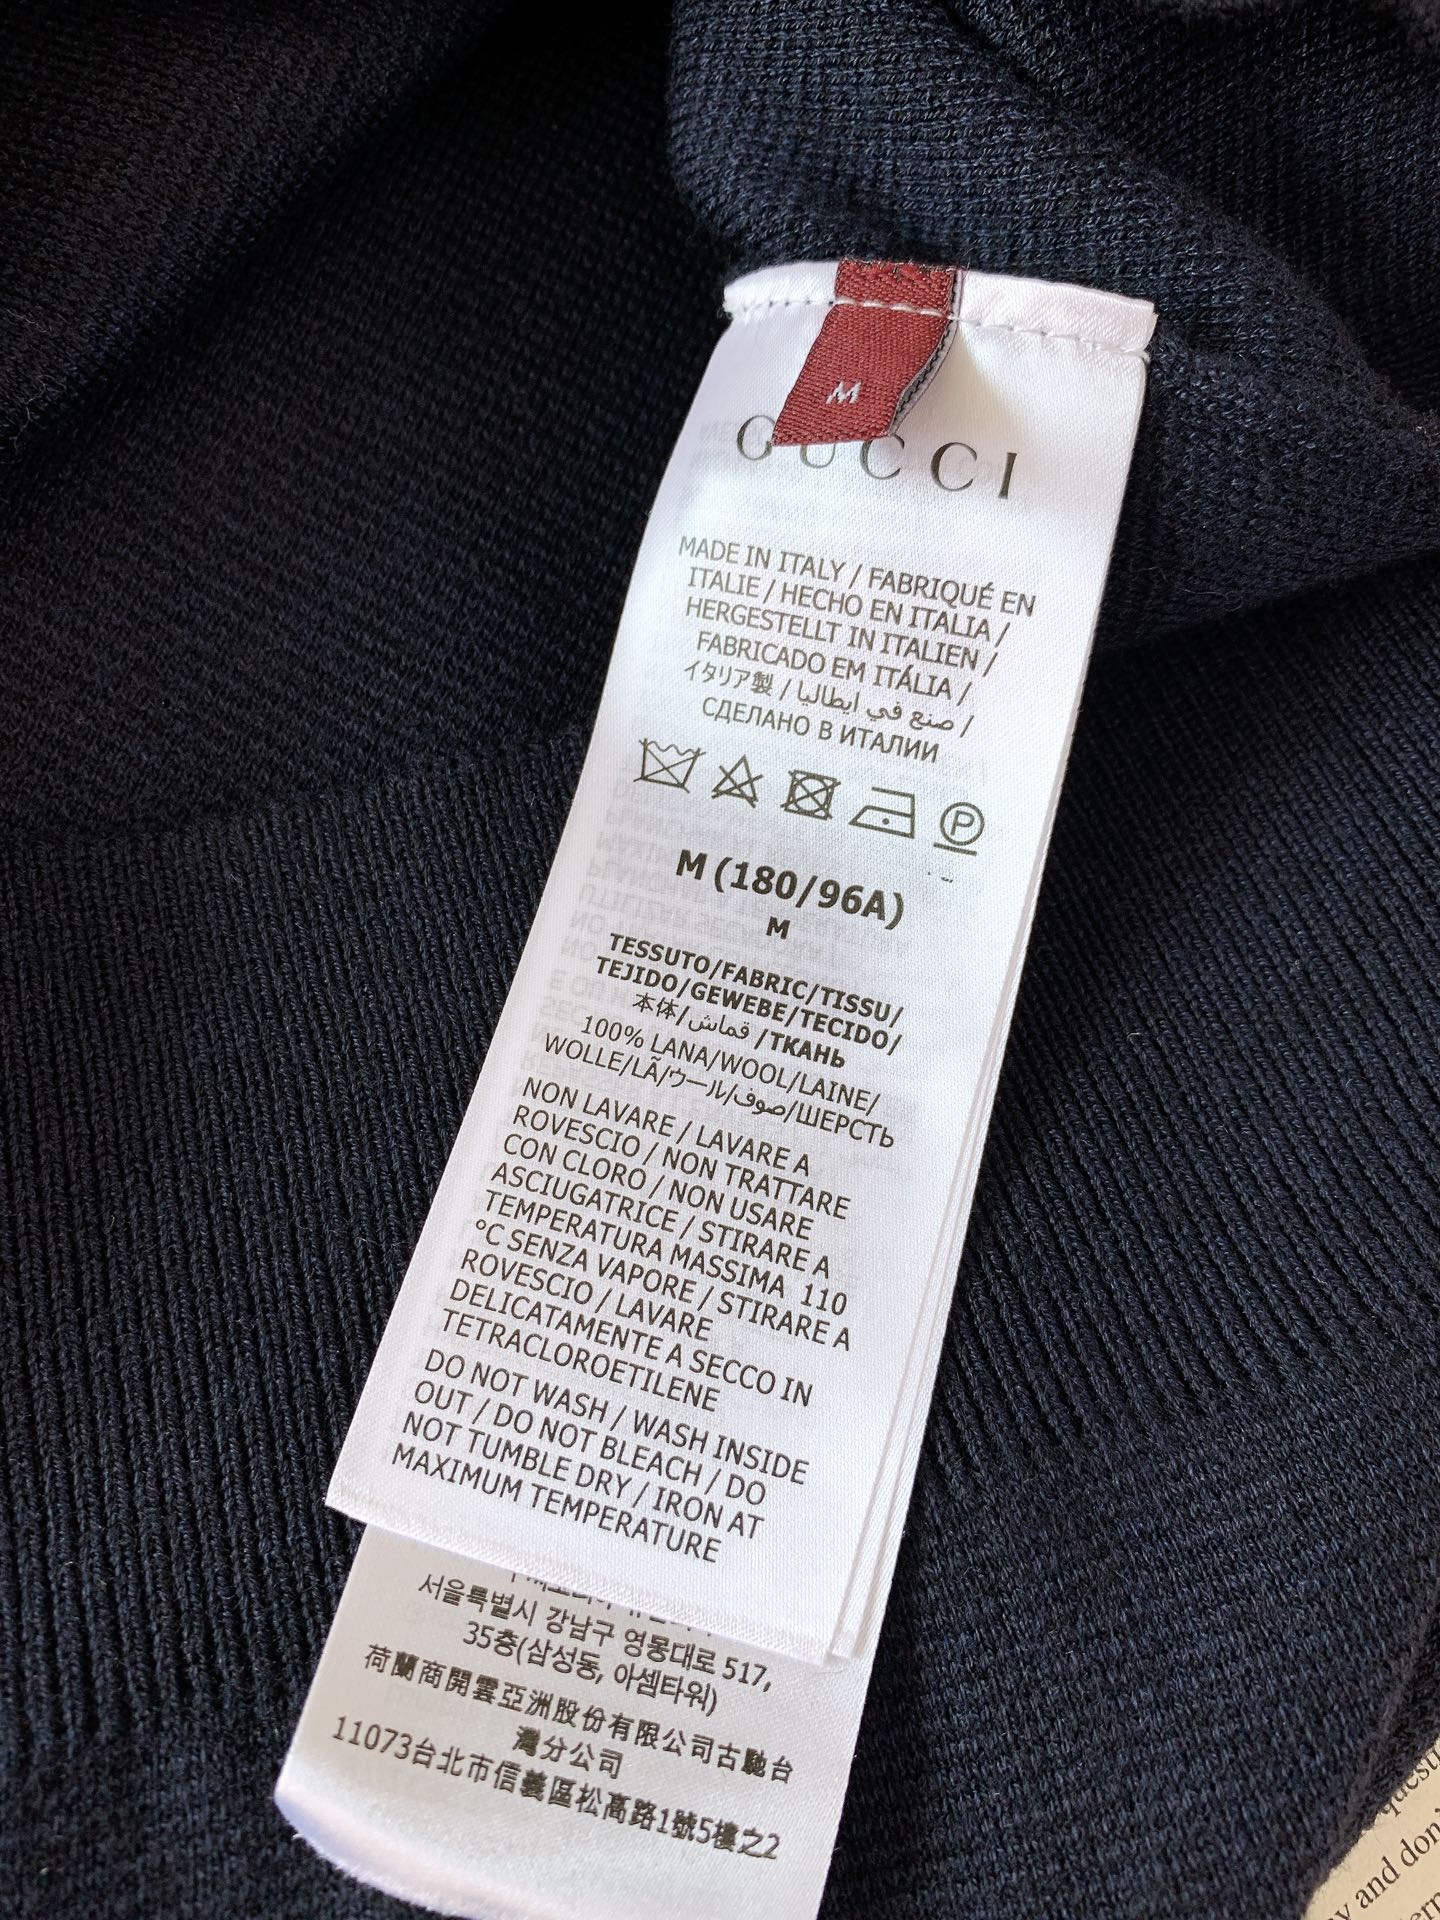 M
GUCCI
MADE IN ITALY / FABRIQUÉ EN
ITALIE / HECHO EN ITALIA /
HERGESTELLT IN ITALIEN /
FABRICADO EM ITÁLIA /
イタリア製 / صنع في ايطاليا /
СДЕЛАНО В ИТАЛИИ
P
M (180/96A)
M
TESSUTO/FABRIC/TISSU/
TEJIDO/GEWEBE/TECIDO/
本体/قماش /ТКАНЬ
100% LANA/WOOL/LAINE/
WOLLE/LÃ/ウール/صوف/ШЕРСТЬ
NON LAVARE / LAVARE A
ROVESCIO / NON TRATTARE
CON CLORO / NON USARE
ASCIUGATRICE / STIRARE A
TEMPERATURA MASSIMA 110
°C SENZA VAPORE / STIRARE A
ROVESCIO / LAVARE
DELICATAMENTE A SECCO IN
TETRACLOROETILENE
DO NOT WASH / WASH INSIDE
OUT / DO NOT BLEACH / DO
NOT TUMBLE DRY / IRON AT
MAXIMUM TEMPERATURE
서울특별시 강남구 영동대로 517,
35층(삼성동, 아셈타워)
荷蘭商開雲亞洲股份有限公司古馳台
灣分公司
11073台北市信義區松高路1號5樓之2
and don'